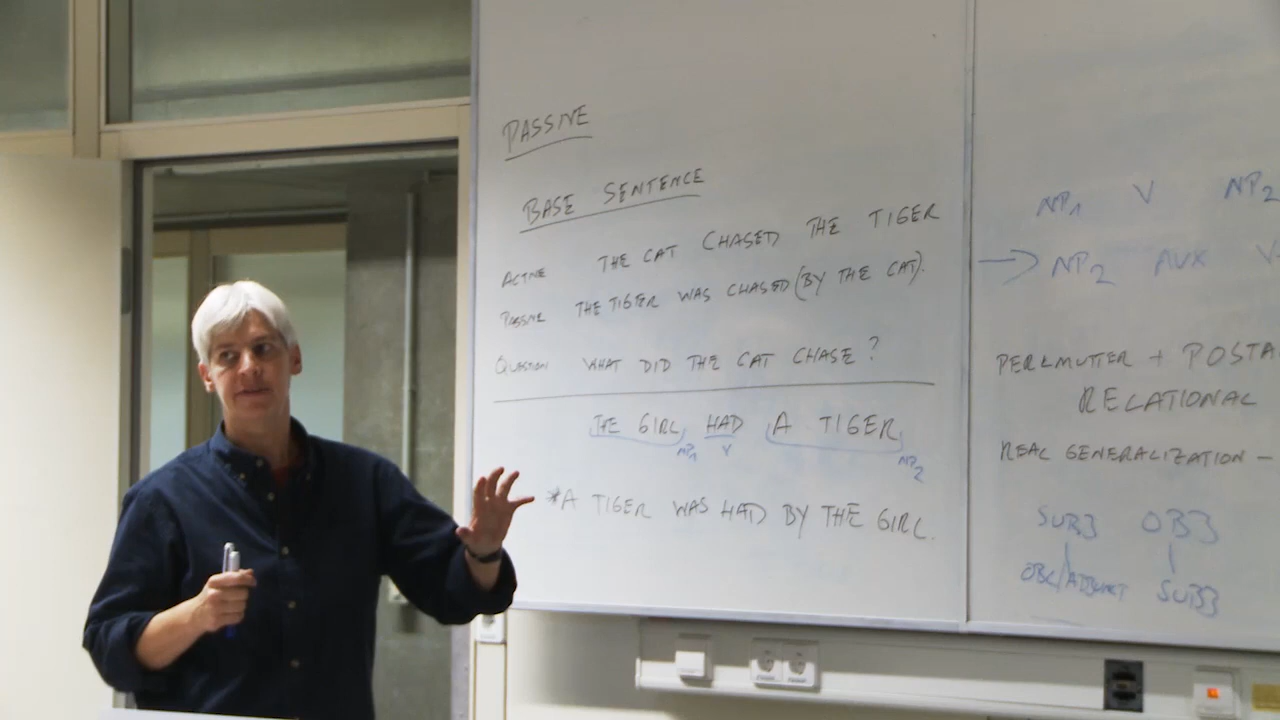 PASSIVE
BASE SENTENCE
ACTIVE THE CAT CHASED THE TIGER
PASSIVE THE TIGER WAS CHASED (BY THE CAT).
QUESTION WHAT DID THE CAT CHASE?
THE GIRL HAD A TIGER
NP1 V NP2
*A TIGER WAS HAD BY THE GIRL.
NP1 V NP2
→ NP2 AUX V
PERLMUTTER + POSTA
RELATIONAL
REAL GENERALIZATION –
SUBJ OBJ
OBL/ADJUNCT SUBJ